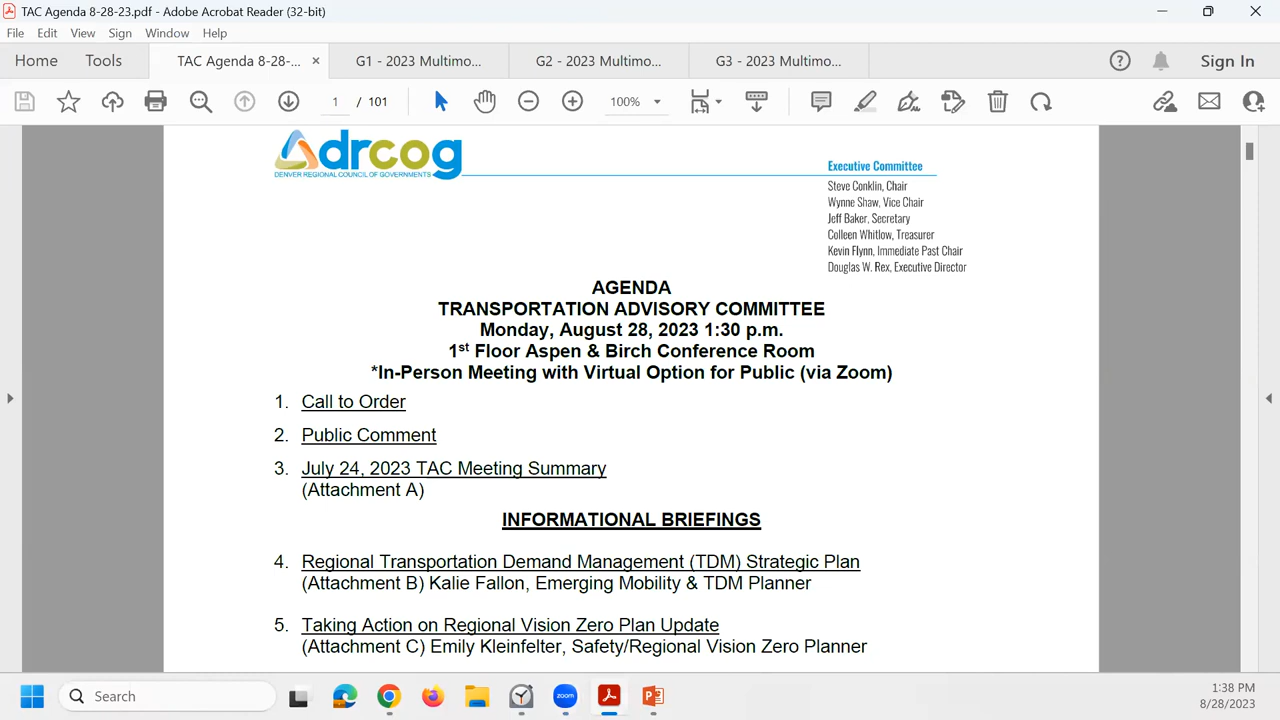 TAC Agenda 8-28-23.pdf - Adobe Acrobat Reader (32-bit)
File Edit View Sign Window Help
Home Tools TAC Agenda 8-28-... × G1 - 2023 Multimo... G2 - 2023 Multimo... G3 - 2023 Multimo... Sign In
1 / 101 100%
drcog
DENVER REGIONAL COUNCIL OF GOVERNMENTS
Executive Committee
Steve Conklin, Chair
Wynne Shaw, Vice Chair
Jeff Baker, Secretary
Colleen Whitlow, Treasurer
Kevin Flynn, Immediate Past Chair
Douglas W. Rex, Executive Director
AGENDA
TRANSPORTATION ADVISORY COMMITTEE
Monday, August 28, 2023 1:30 p.m.
1st Floor Aspen & Birch Conference Room
*In-Person Meeting with Virtual Option for Public (via Zoom)
1. Call to Order
2. Public Comment
3. July 24, 2023 TAC Meeting Summary
(Attachment A)
INFORMATIONAL BRIEFINGS
4. Regional Transportation Demand Management (TDM) Strategic Plan
(Attachment B) Kalie Fallon, Emerging Mobility & TDM Planner
5. Taking Action on Regional Vision Zero Plan Update
(Attachment C) Emily Kleinfelter, Safety/Regional Vision Zero Planner
Search
zoom
1:38 PM
8/28/2023